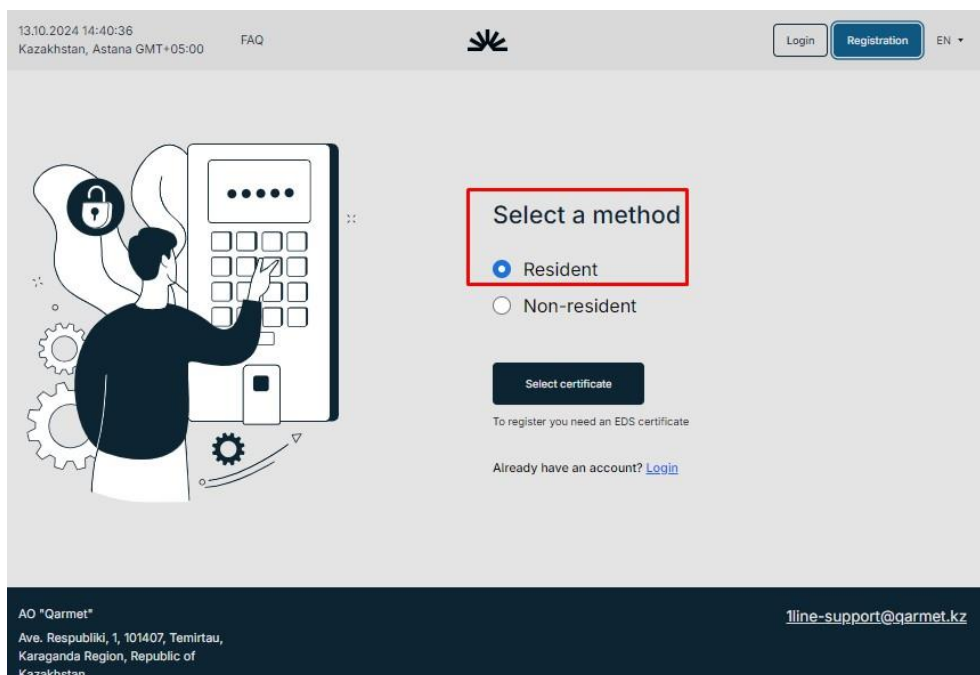 13.10.2024 14:40:36
Kazakhstan, Astana GMT+05:00
FAQ
Login
Registration
EN
Select a method
Resident
Non-resident
Select certificate
To register you need an EDS certificate
Already have an account? Login
AO "Qarmet"
Ave. Respubliki, 1, 101407, Temirtau,
Karaganda Region, Republic of
Kazakhstan
1line-support@qarmet.kz